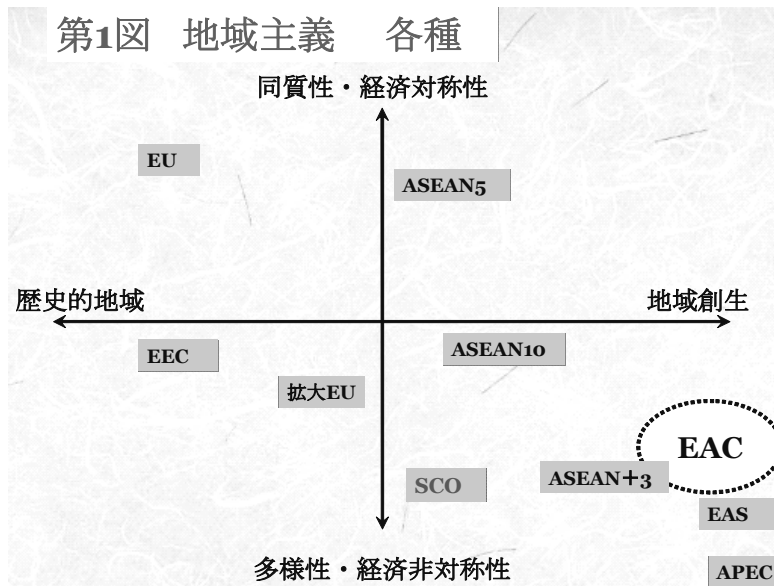 第1図 地域主義 各種
同質性・経済対称性
EU
ASEAN5
歴史的地域
地域創生
EEC
ASEAN10
拡大EU
EAC
SCO
ASEAN+3
EAS
多様性・経済非対称性
APEC